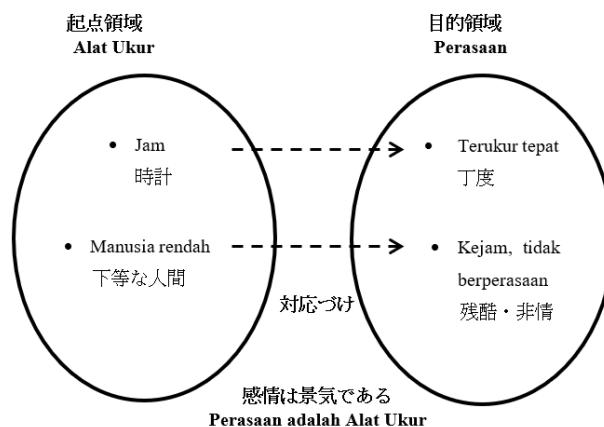 起点領域
Alat Ukur
目的領域
Perasaan
• Jam
時計
• Terukur tepat
丁度
• Manusia rendah
下等な人間
• Kejam, tidak
berperasaan
残酷・非情
対応づけ
感情は景気である
Perasaan adalah Alat Ukur